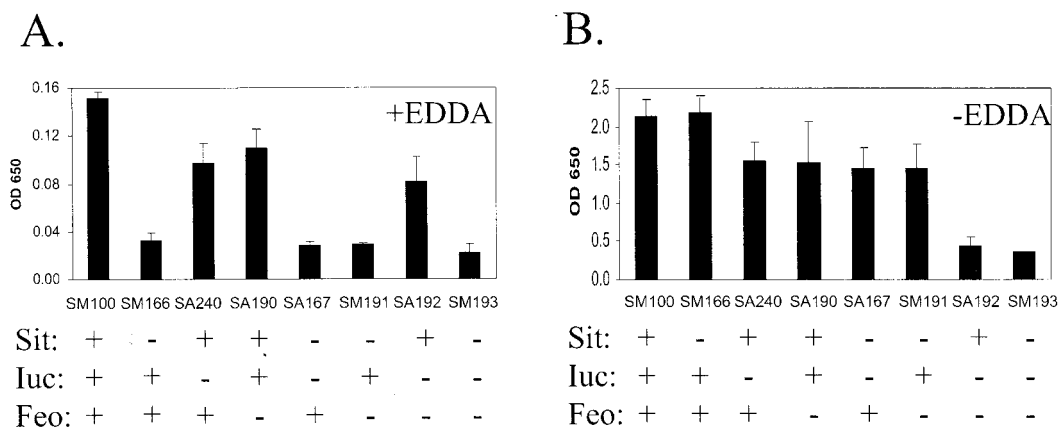 A.
0.16
0.12
0.08
0.04
0.00
OD 650
+EDDA
SM100 SM166 SA240 SA190 SA167 SM191 SA192 SM193
Sit: + - + + - - + -
Iuc: + + - + - + - -
Feo: + + + - + - - -
B.
2.5
2.0
1.5
1.0
0.5
0.0
OD 650
-EDDA
SM100 SM166 SA240 SA190 SA167 SM191 SA192 SM193
Sit: + - + + - - + -
Iuc: + + - + - + - -
Feo: + + + - + - - -